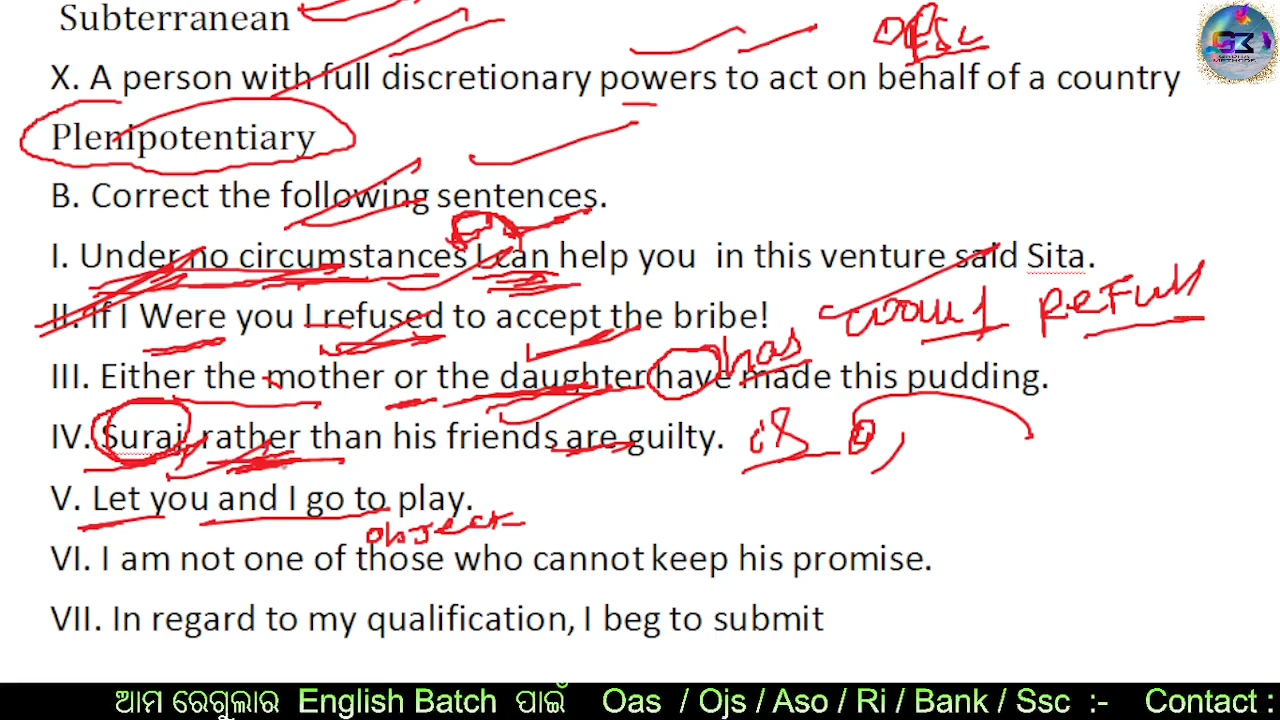 Subterranean
OPSC
X. A person with full discretionary powers to act on behalf of a country
Plenipotentiary
B. Correct the following sentences.
I. Under no circumstances I can help you in this venture said Sita.
II. If I Were you I refused to accept the bribe!
III. Either the mother or the daughter have made this pudding.
has
IV. Suraj rather than his friends are guilty. is
V. Let you and I go to play.
object
VI. I am not one of those who cannot keep his promise.
VII. In regard to my qualification, I beg to submit
ଆମ ରେଗୁଲାର English Batch ପାଇଁ Oas / Ojs / Aso / Ri / Bank / Ssc :- Contact :